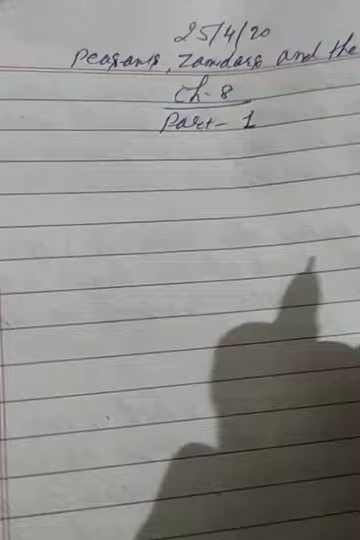 25/4/20
Peasants, Zamidars and the
Ch. 8
Part - 1